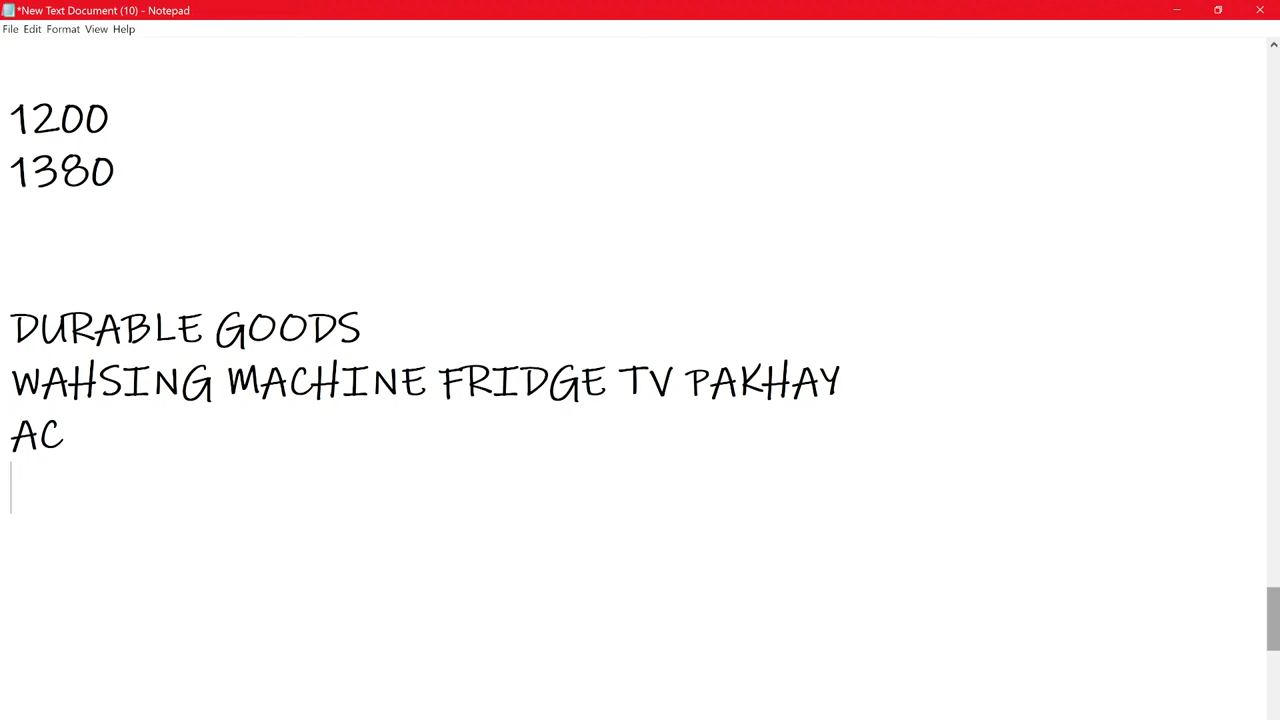 *New Text Document (10) - Notepad
File Edit Format View Help
1200
1380
DURABLE GOODS
WAHSING MACHINE FRIDGE TV PAKHAY
AC